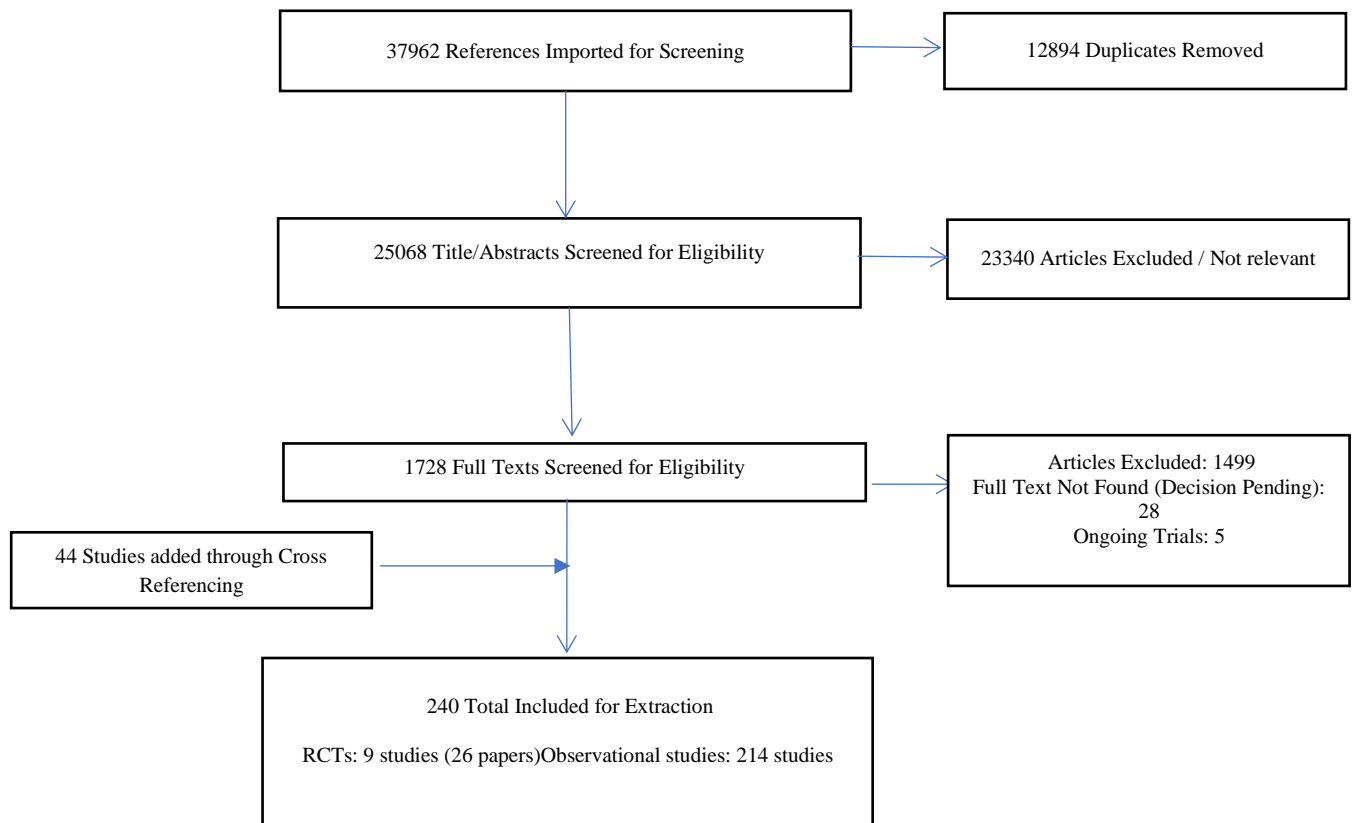 37962 References Imported for Screening
12894 Duplicates Removed
25068 Title/Abstracts Screened for Eligibility
23340 Articles Excluded / Not relevant
1728 Full Texts Screened for Eligibility
Articles Excluded: 1499
Full Text Not Found (Decision Pending):
28
Ongoing Trials: 5
44 Studies added through Cross
Referencing
240 Total Included for Extraction
RCTs: 9 studies (26 papers)Observational studies: 214 studies